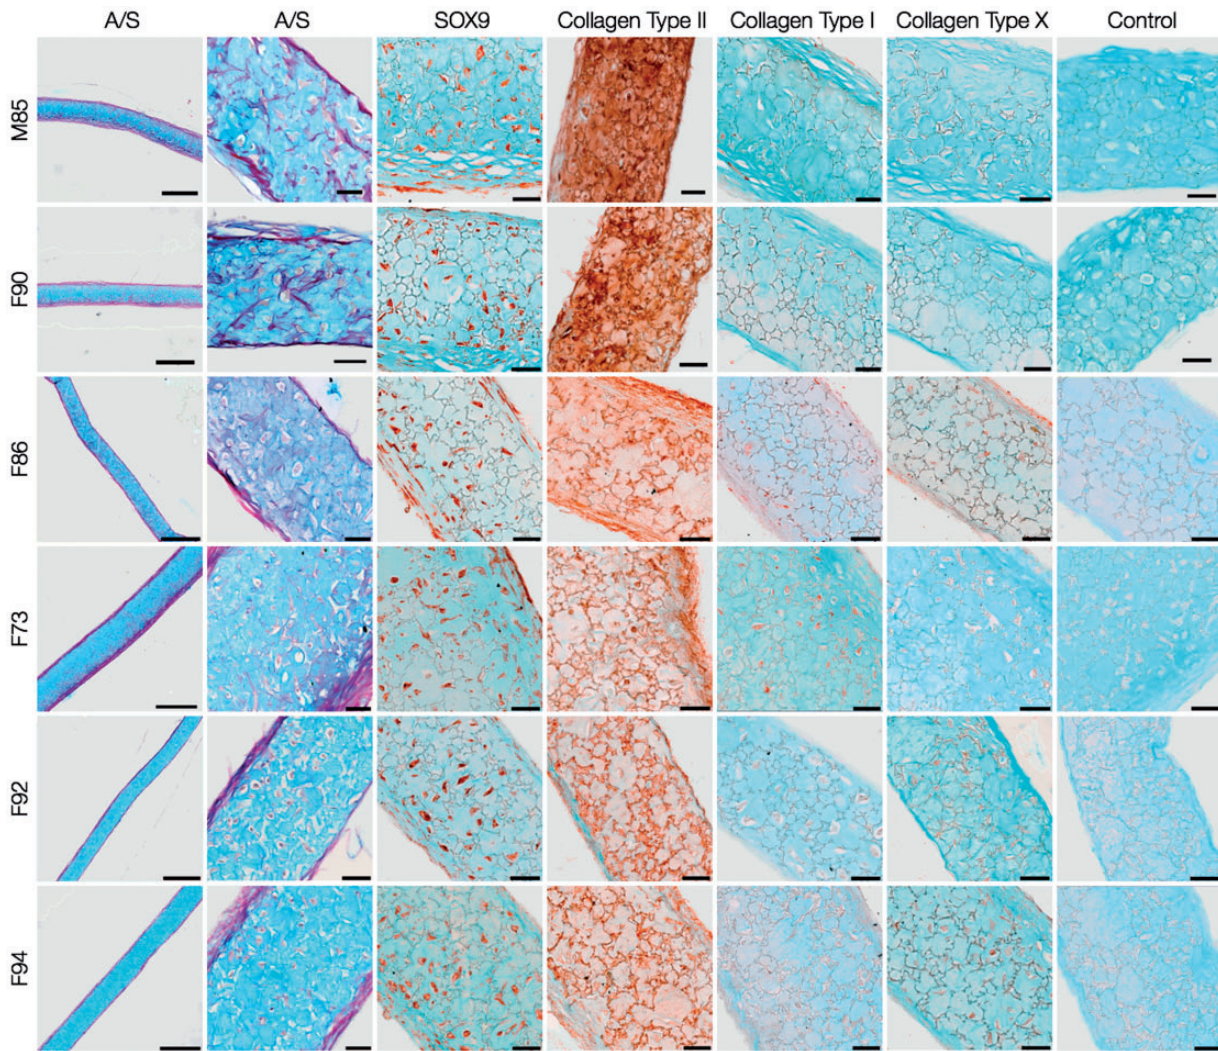 A/S A/S SOX9 Collagen Type II Collagen Type I Collagen Type X Control
M85
F90
F86
F73
F92
F94